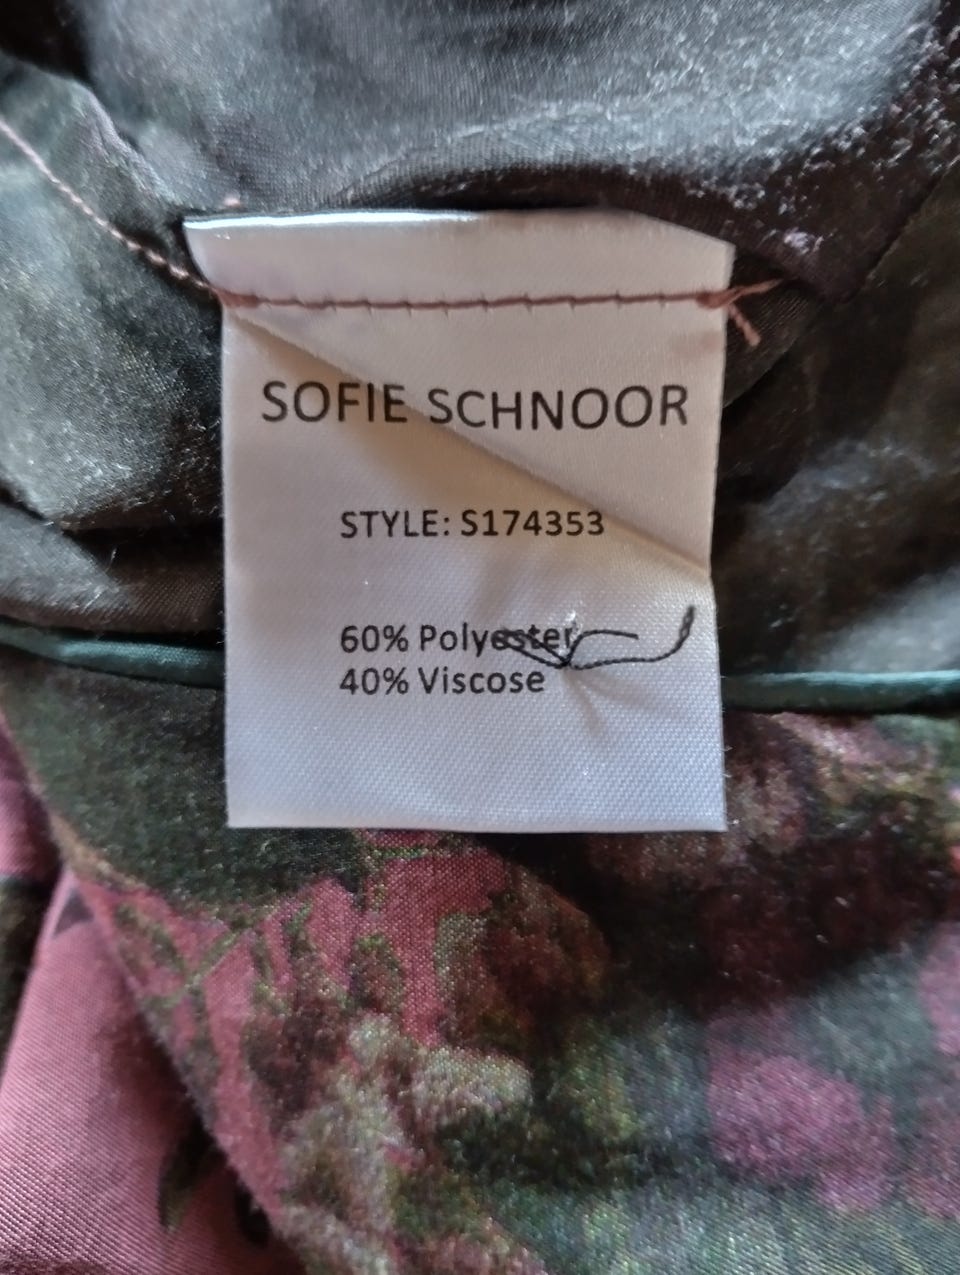 SOFIE SCHNOOR
STYLE: S174353
60% Polyester
40% Viscose